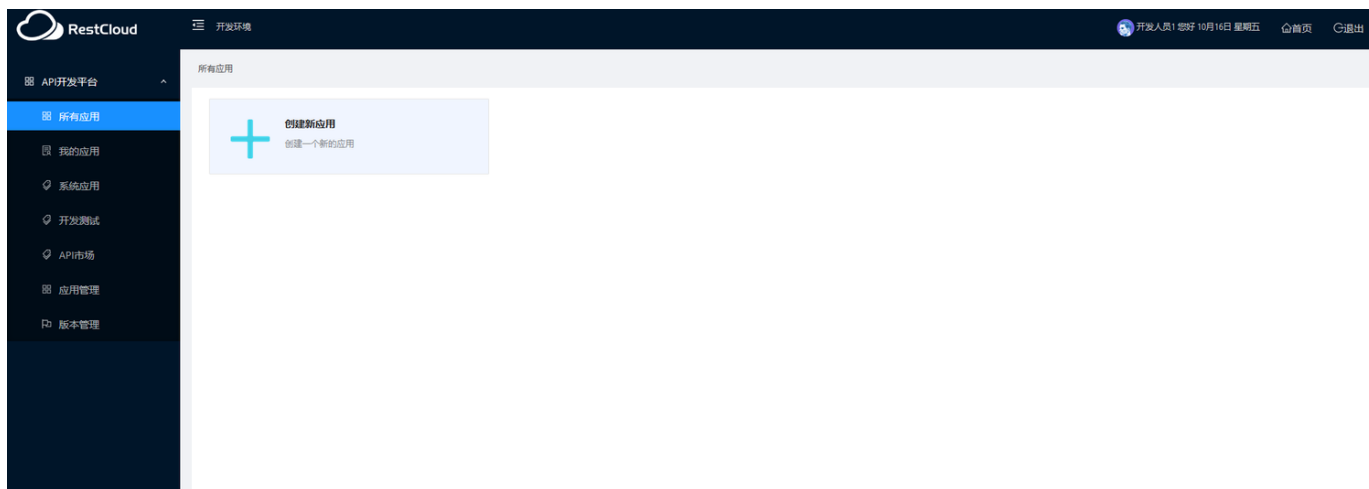 RestCloud
开发环境
开发人员1 您好 10月16日 星期五
首页
退出
API开发平台
所有应用
我的应用
系统应用
开发测试
API市场
应用管理
版本管理
所有应用
创建新应用
创建一个新的应用